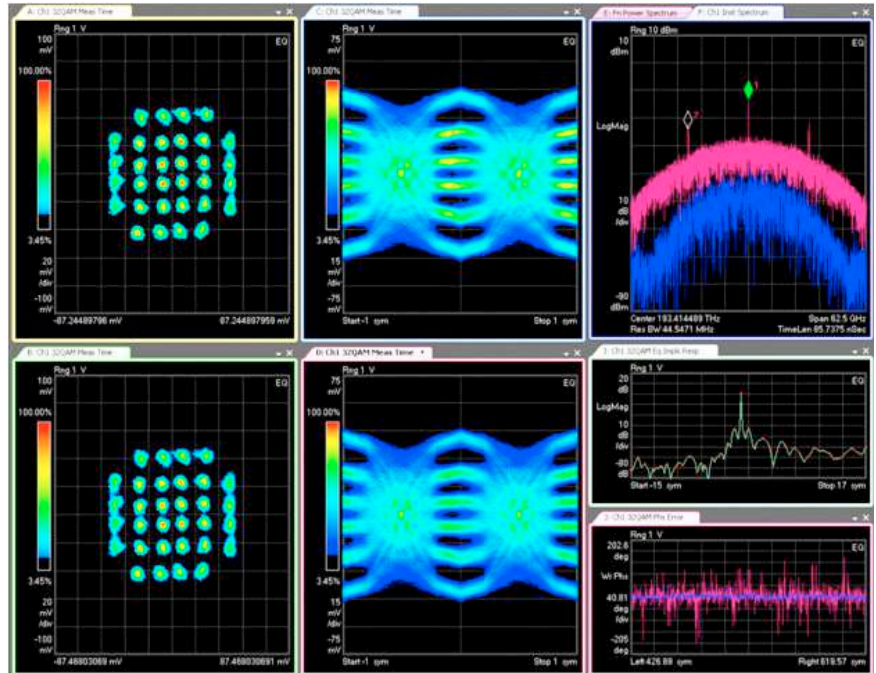 A: Ch1 32QAM Meas Time
Rng 1 V
100
mV
EQ
100.00%
3.45%
20
mV
/div
-100
mV
-87.24489796 mV
87.244897959 mV
C: Ch1 32QAM Meas Time
Rng 1 V
75
mV
EQ
100.00%
3.45%
15
mV
/div
-75
mV
Start -1 sym
Stop 1 sym
E: Fn Power Spectrum
F: Ch1 Inst Spectrum
Rng 10 dBm
10
dBm
EQ
1
2
LogMag
10
dB
/div
-90
dBm
Center 193.414489 THz
Span 62.5 GHz
Res BW 44.5471 MHz
TimeLen 85.7375 nSec
B: Ch1 32QAM Meas Time
Rng 1 V
100
mV
EQ
100.00%
3.45%
20
mV
/div
-100
mV
-87.46803069 mV
87.468030691 mV
D: Ch1 32QAM Meas Time
Rng 1 V
75
mV
EQ
100.00%
3.45%
15
mV
/div
-75
mV
Start -1 sym
Stop 1 sym
Ch1 32QAM Eq Impls Resp
Rng 1 V
20
dB
EQ
LogMag
10
dB
/div
-80
dB
Start -15 sym
Stop 17 sym
Ch1 32QAM Phs Error
Rng 1 V
202.6
deg
EQ
Wr Phs
40.81
deg
/div
-205
deg
Left 426.89 sym
Right 619.57 sym